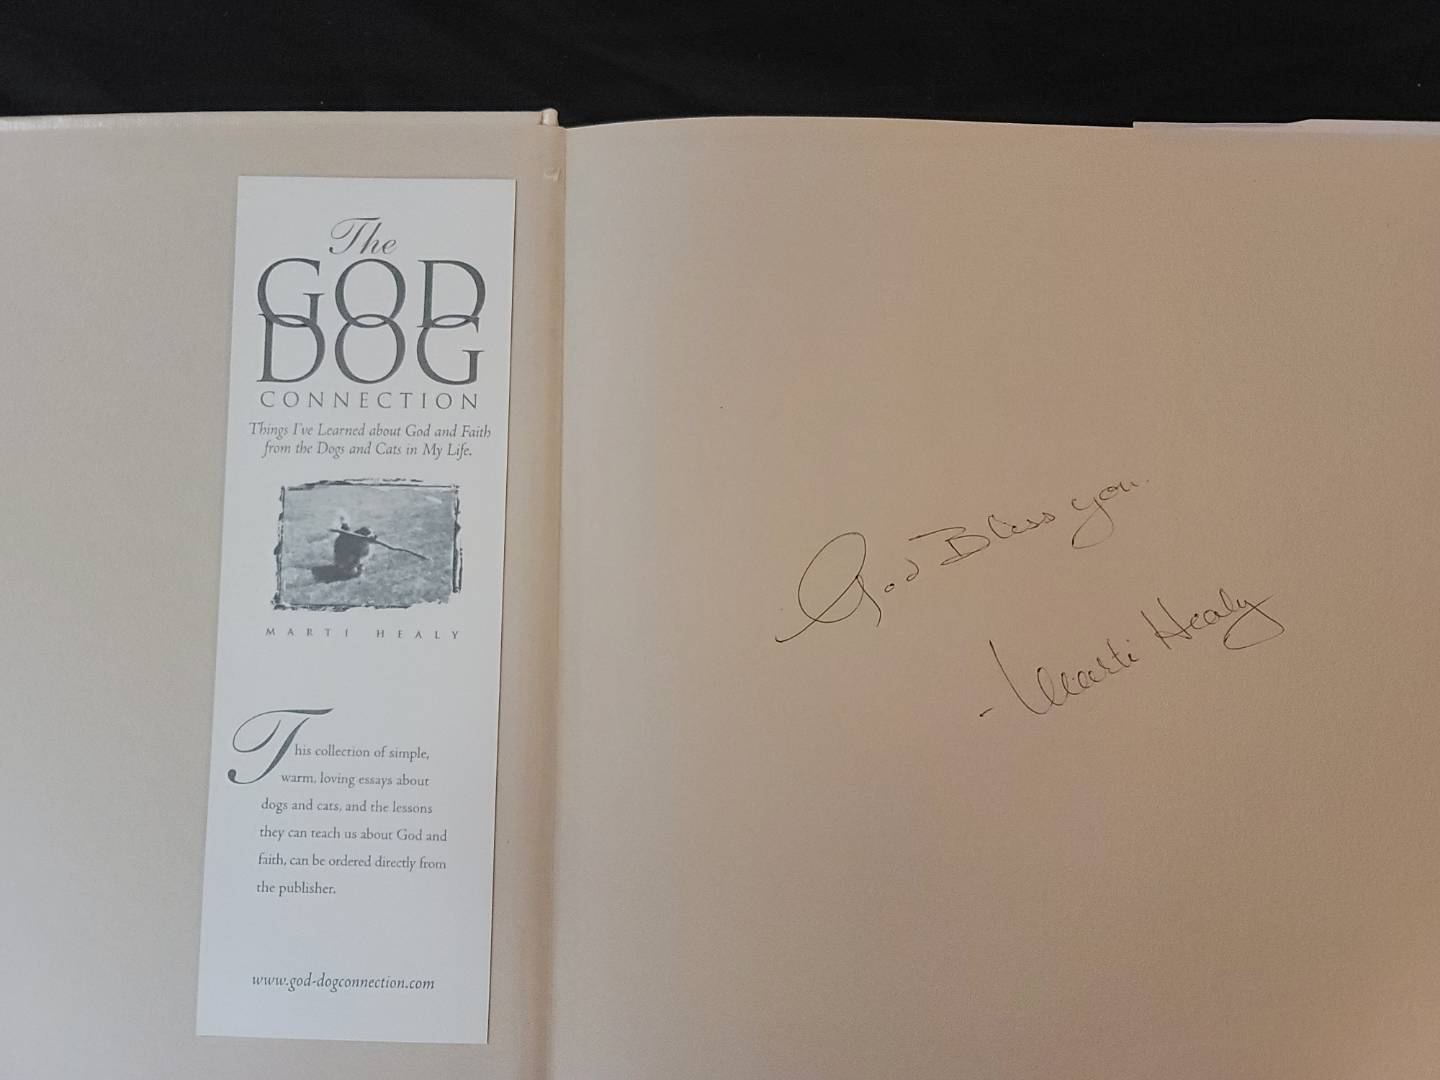 The
GOD
DOG
CONNECTION
Things I've Learned about God and Faith
from the Dogs and Cats in My Life.
MARTI HEALY
This collection of simple,
warm, loving essays about
dogs and cats, and the lessons
they can teach us about God and
faith, can be ordered directly from
the publisher.
www.god-dogconnection.com
God Bless you.
- Marti Healy